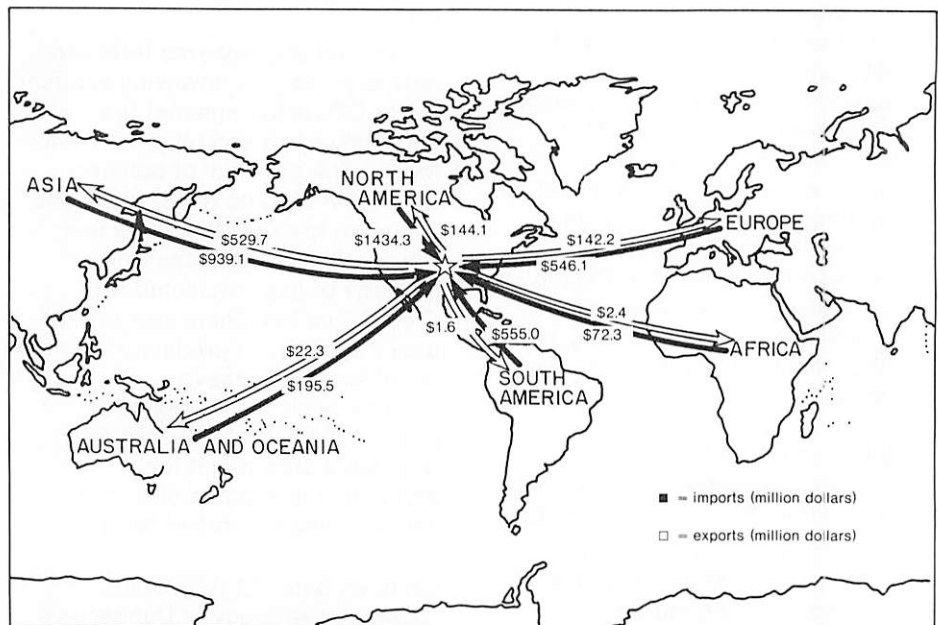 ASIA
NORTH
AMERICA
$144.1
$1434.3
$529.7
$939.1
$142.2
$546.1
EUROPE
$1.6
$555.0
$2.4
$72.3
AFRICA
$22.3
$195.5
SOUTH
AMERICA
AUSTRALIA AND OCEANIA
■ = imports (million dollars)
□ = exports (million dollars)